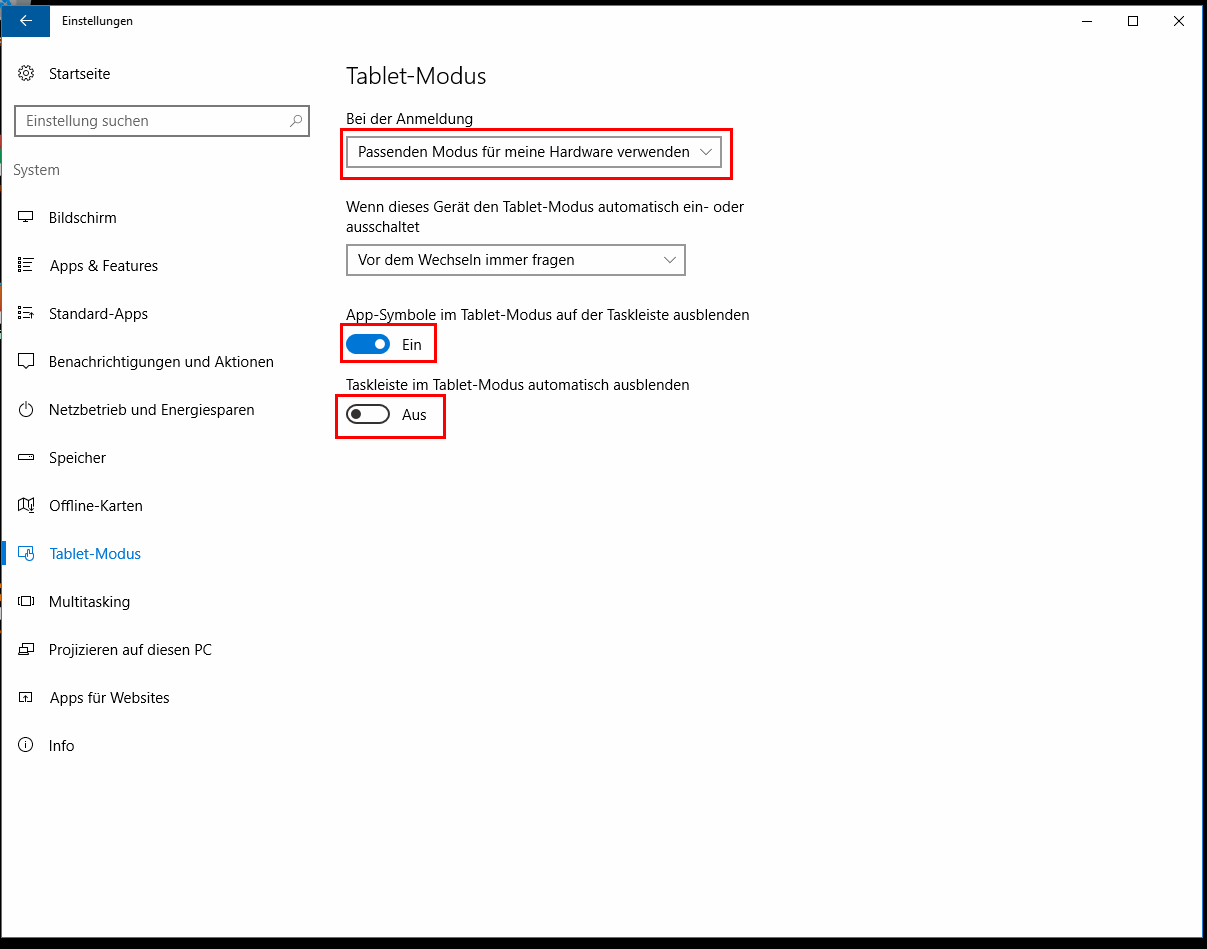 Einstellungen
Startseite
Einstellung suchen
System
Bildschirm
Apps & Features
Standard-Apps
Benachrichtigungen und Aktionen
Netzbetrieb und Energiesparen
Speicher
Offline-Karten
Tablet-Modus
Multitasking
Projizieren auf diesen PC
Apps für Websites
Info
Tablet-Modus
Bei der Anmeldung
Passenden Modus für meine Hardware verwenden
Wenn dieses Gerät den Tablet-Modus automatisch ein- oder
ausschaltet
Vor dem Wechseln immer fragen
App-Symbole im Tablet-Modus auf der Taskleiste ausblenden
Ein
Taskleiste im Tablet-Modus automatisch ausblenden
Aus